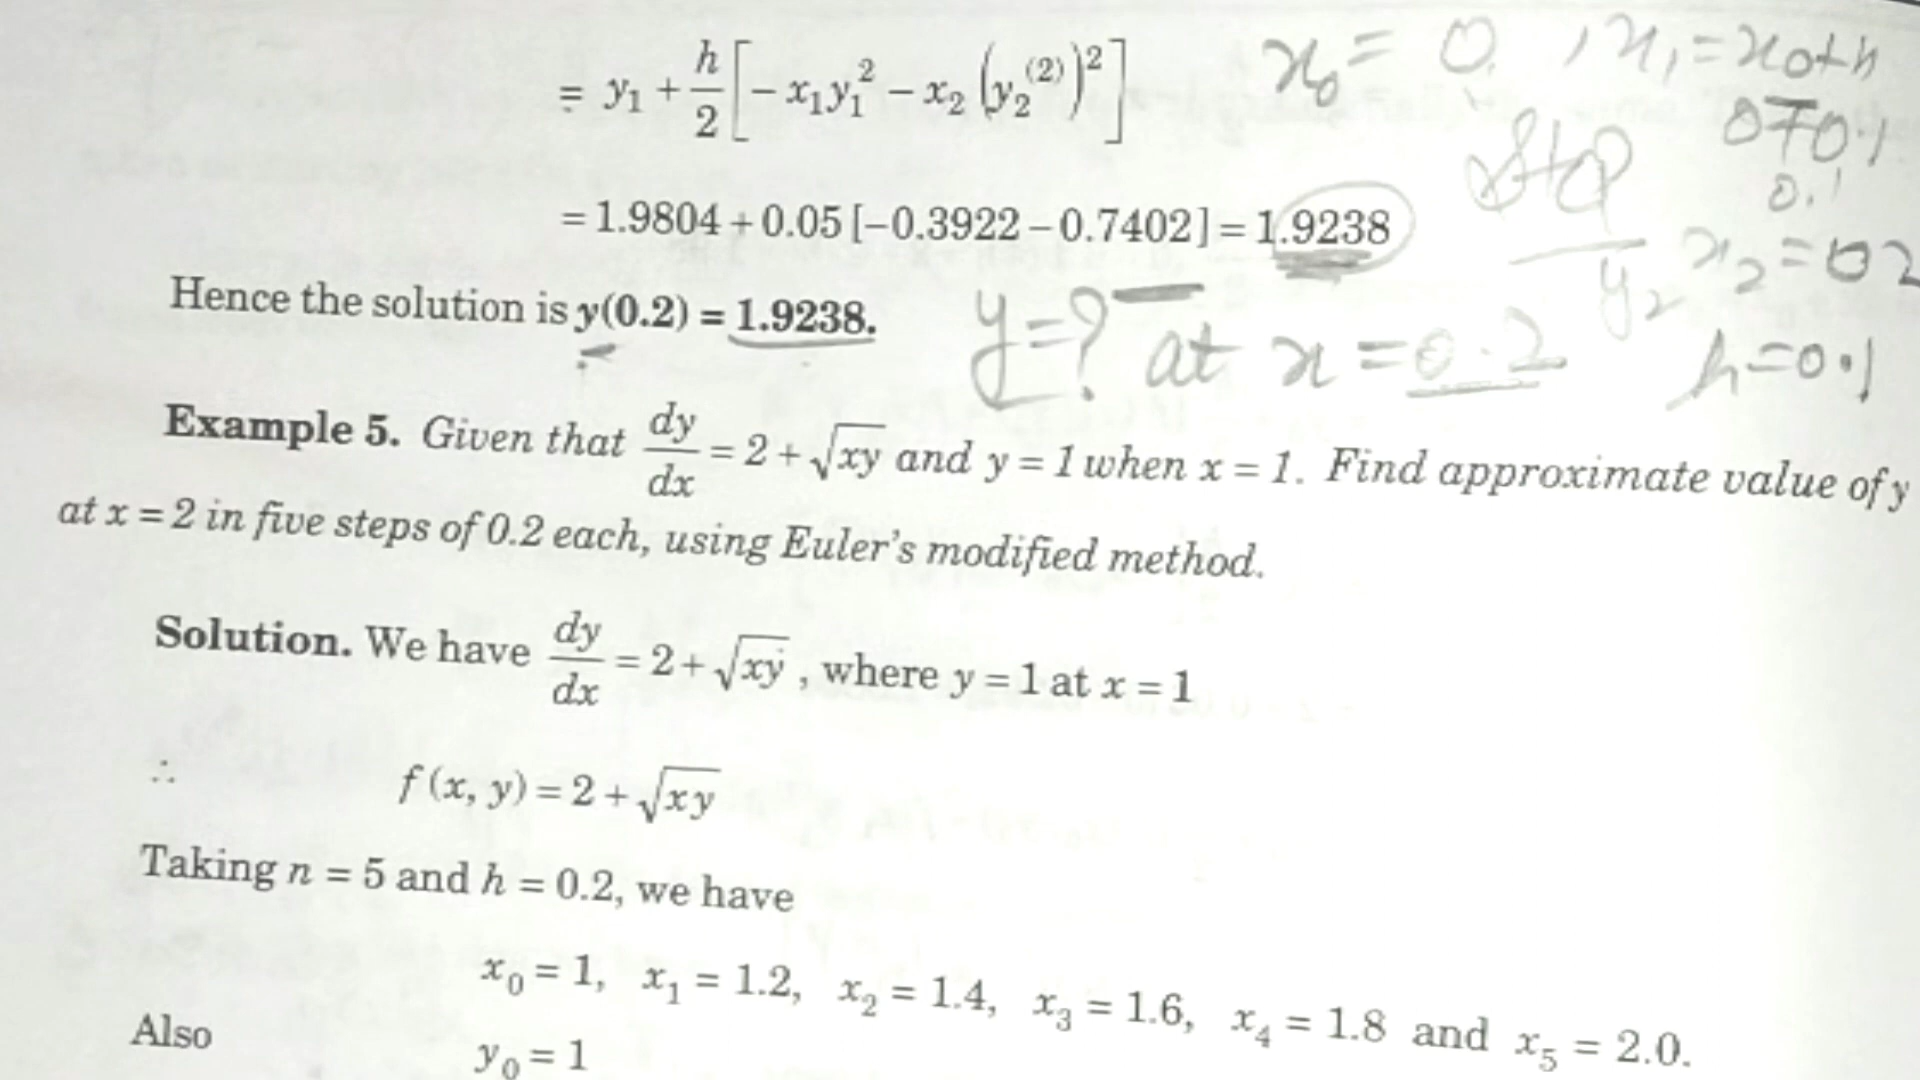 = y₁ + h/2 [ − x₁y₁² − x₂ (y₂⁽²⁾)² ]
x₀ = 0, x₁ = x₀+h
0+0.1
0.1
= 1.9804 + 0.05 [−0.3922 − 0.7402] = 1.9238
y₂ x₂ = 02
Hence the solution is y(0.2) = 1.9238.
y=? at x = 0.2
h=0.1
Example 5. Given that dy/dx = 2 + √xy and y = 1 when x = 1. Find approximate value of y
at x = 2 in five steps of 0.2 each, using Euler's modified method.
Solution. We have dy/dx = 2 + √xy , where y = 1 at x = 1
∴ f (x, y) = 2 + √xy
Taking n = 5 and h = 0.2, we have
x₀ = 1, x₁ = 1.2, x₂ = 1.4, x₃ = 1.6, x₄ = 1.8 and x₅ = 2.0.
Also y₀ = 1